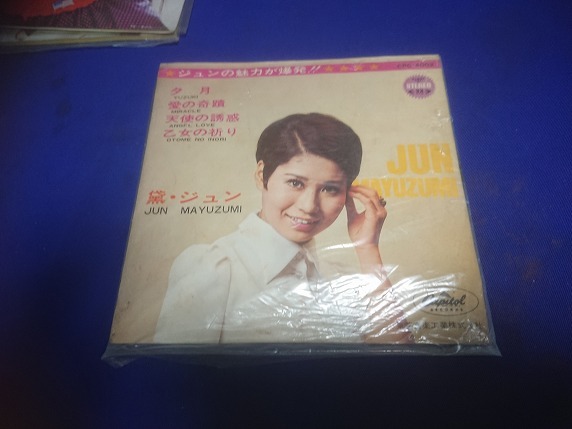 ★ジュンの魅力が爆発!!★
STEREO
夕月
YUZUKI
愛の奇蹟
MIRACLE
天使の誘惑
ANGEL LOVE
乙女の祈り
OTOME NO INORI
JUN
MAYUZUMI
黛・ジュン
JUN MAYUZUMI
Capitol
RECORDS